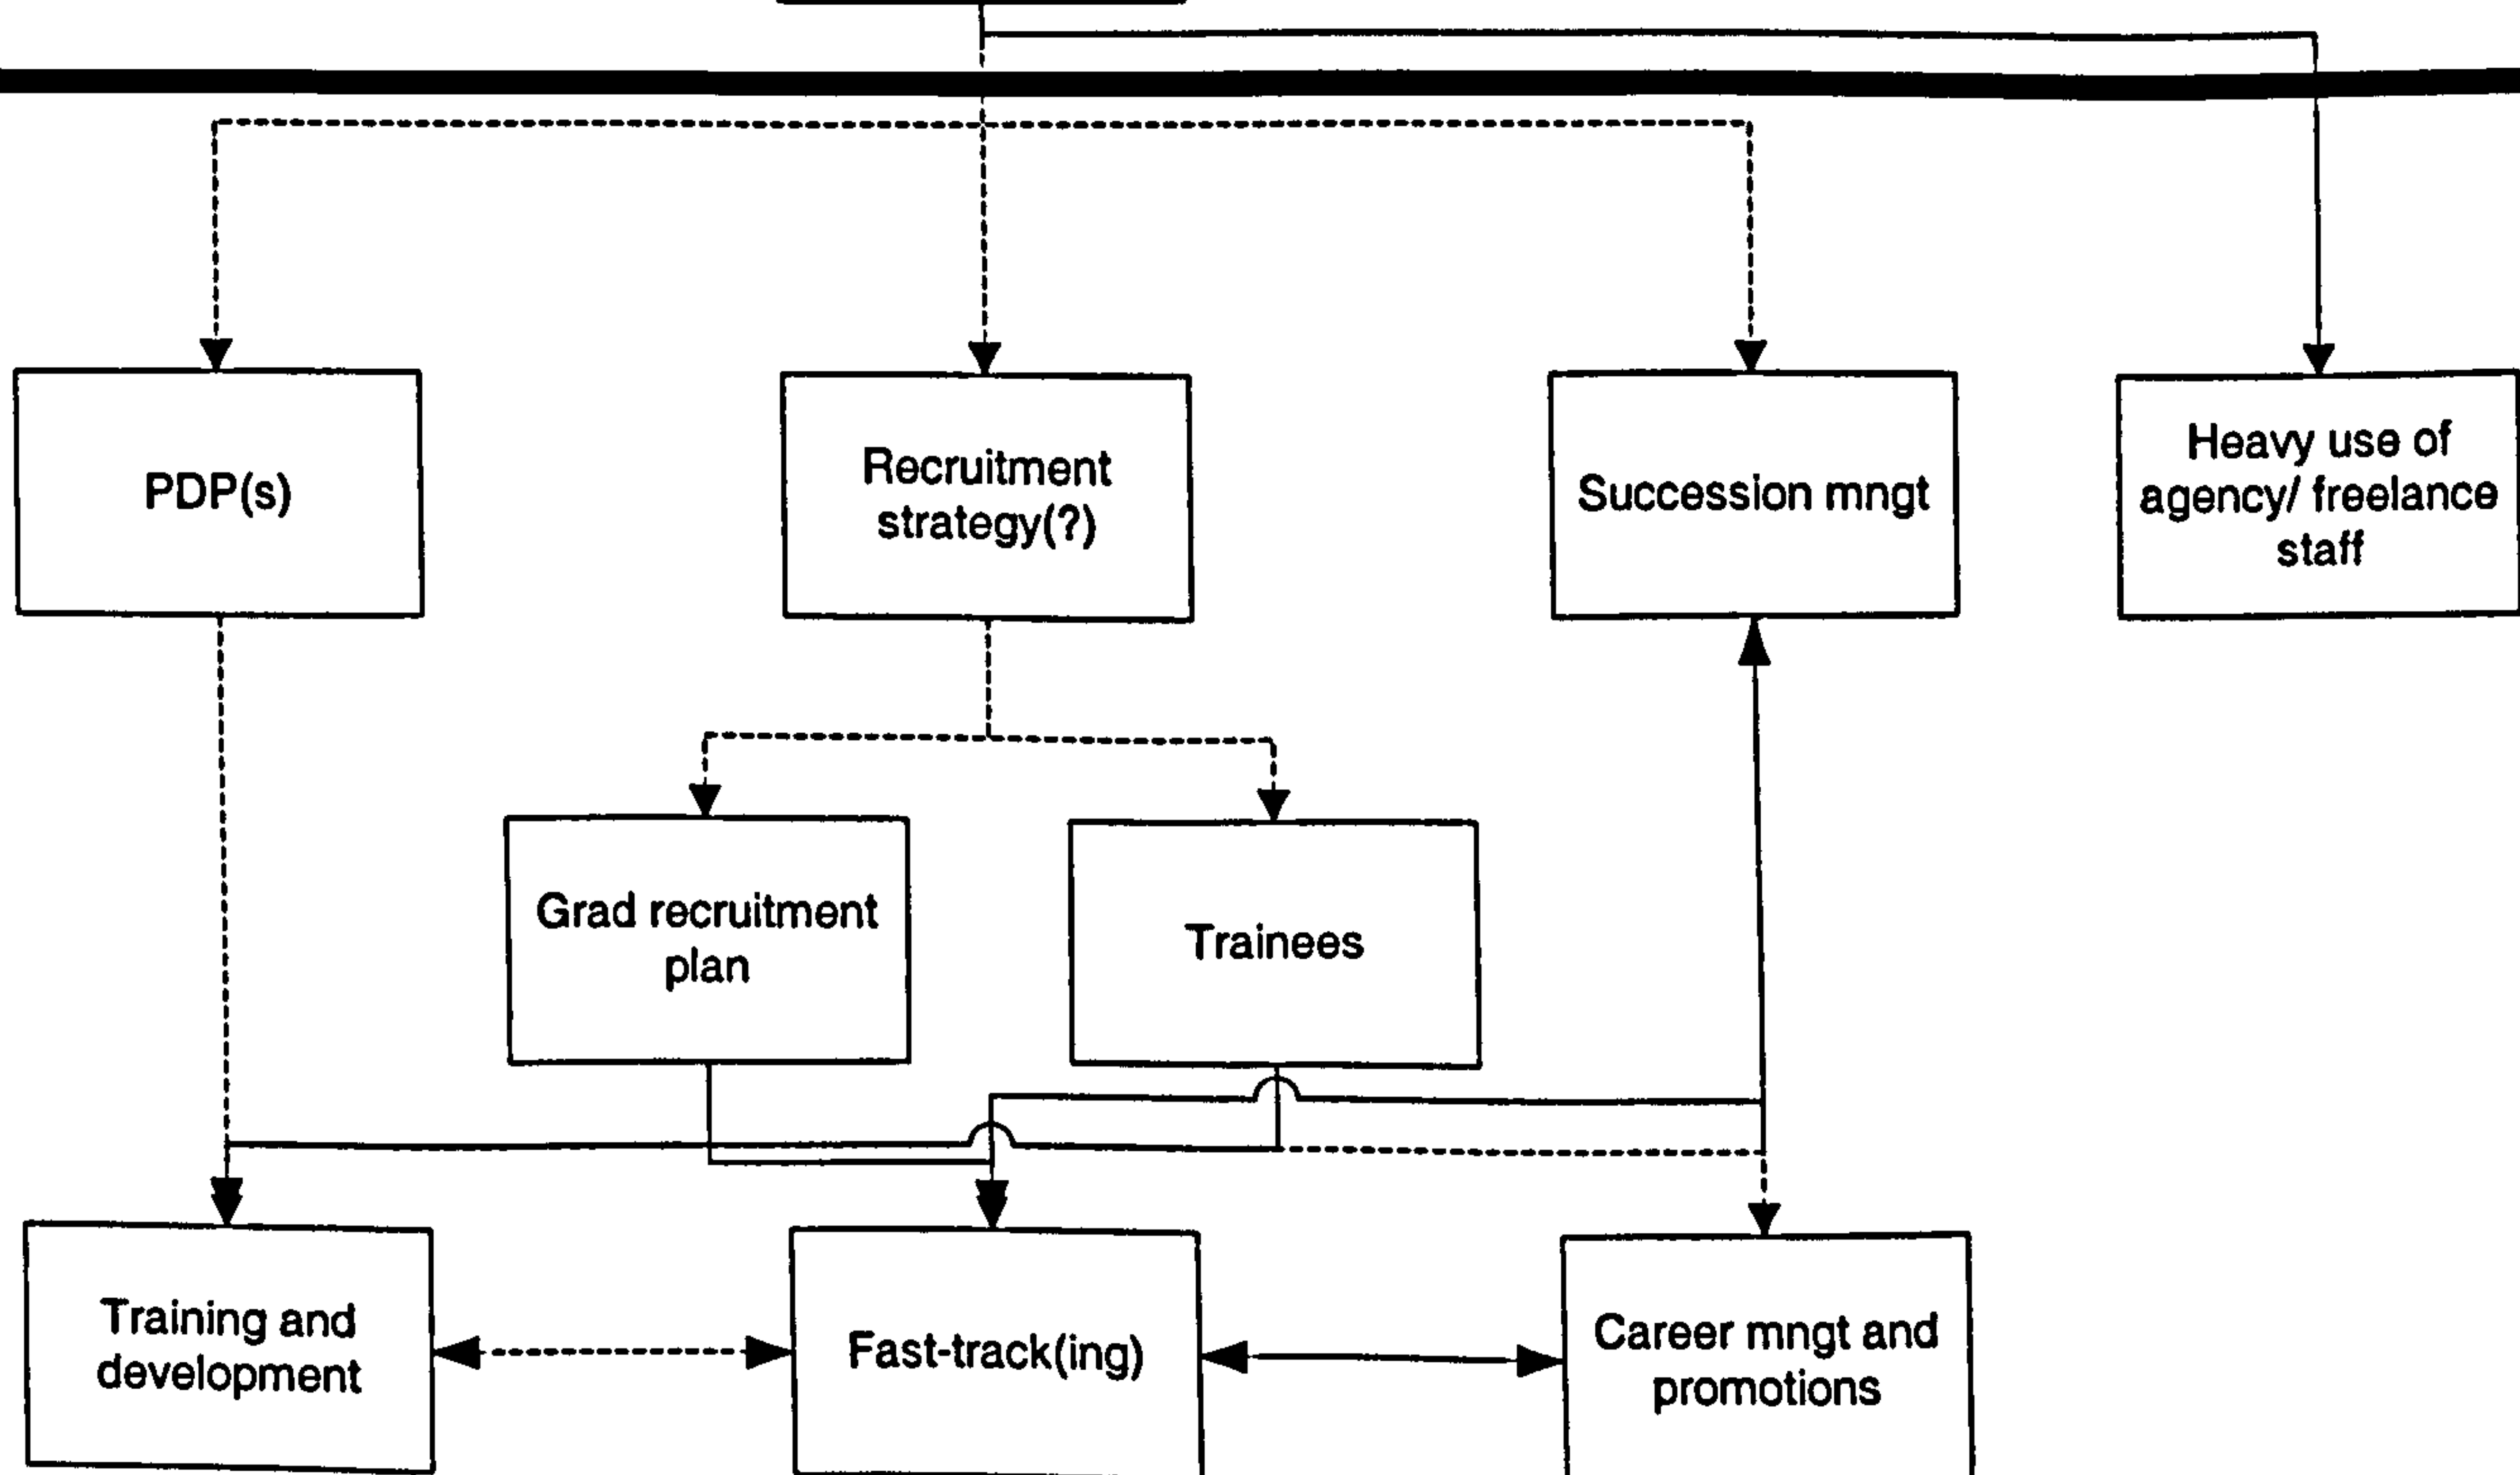 PDP(s)
Recruitment
strategy(?)
Succession mngt
Heavy use of
agency/ freelance
staff
Grad recruitment
plan
Trainees
Training and
development
Fast-track(ing)
Career mngt and
promotions